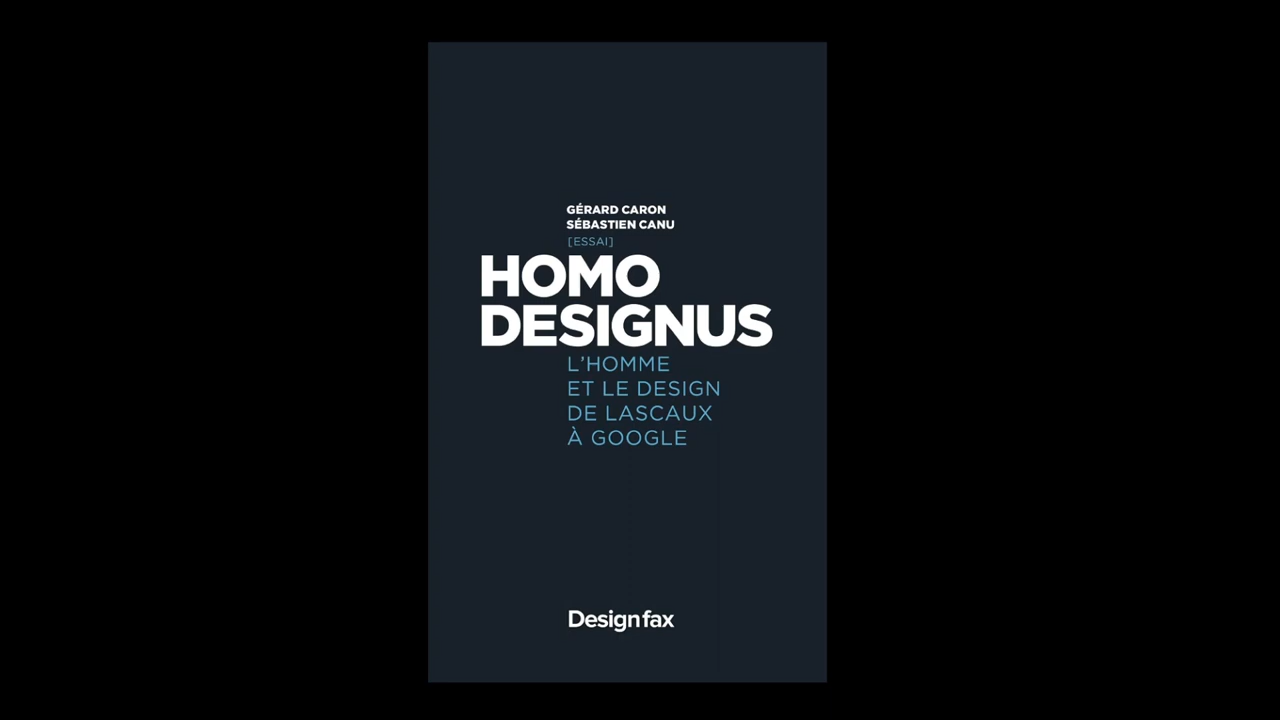 GÉRARD CARON
SÉBASTIEN CANU
[ESSAI]
HOMO
DESIGNUS
L’HOMME
ET LE DESIGN
DE LASCAUX
À GOOGLE
Designfax